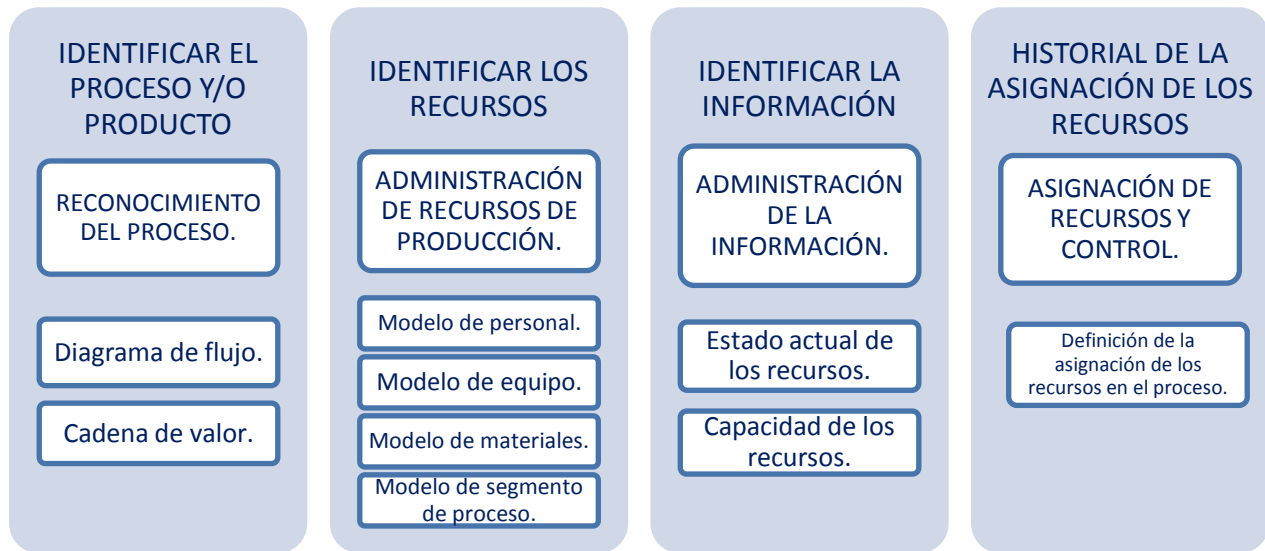 IDENTIFICAR EL
PROCESO Y/O
PRODUCTO
RECONOCIMIENTO
DEL PROCESO.
Diagrama de flujo.
Cadena de valor.
IDENTIFICAR LOS
RECURSOS
ADMINISTRACIÓN
DE RECURSOS DE
PRODUCCIÓN.
Modelo de personal.
Modelo de equipo.
Modelo de materiales.
Modelo de segmento
de proceso.
IDENTIFICAR LA
INFORMACIÓN
ADMINISTRACIÓN
DE LA
INFORMACIÓN.
Estado actual de
los recursos.
Capacidad de los
recursos.
HISTORIAL DE LA
ASIGNACIÓN DE LOS
RECURSOS
ASIGNACIÓN DE
RECURSOS Y
CONTROL.
Definición de la
asignación de los
recursos en el proceso.